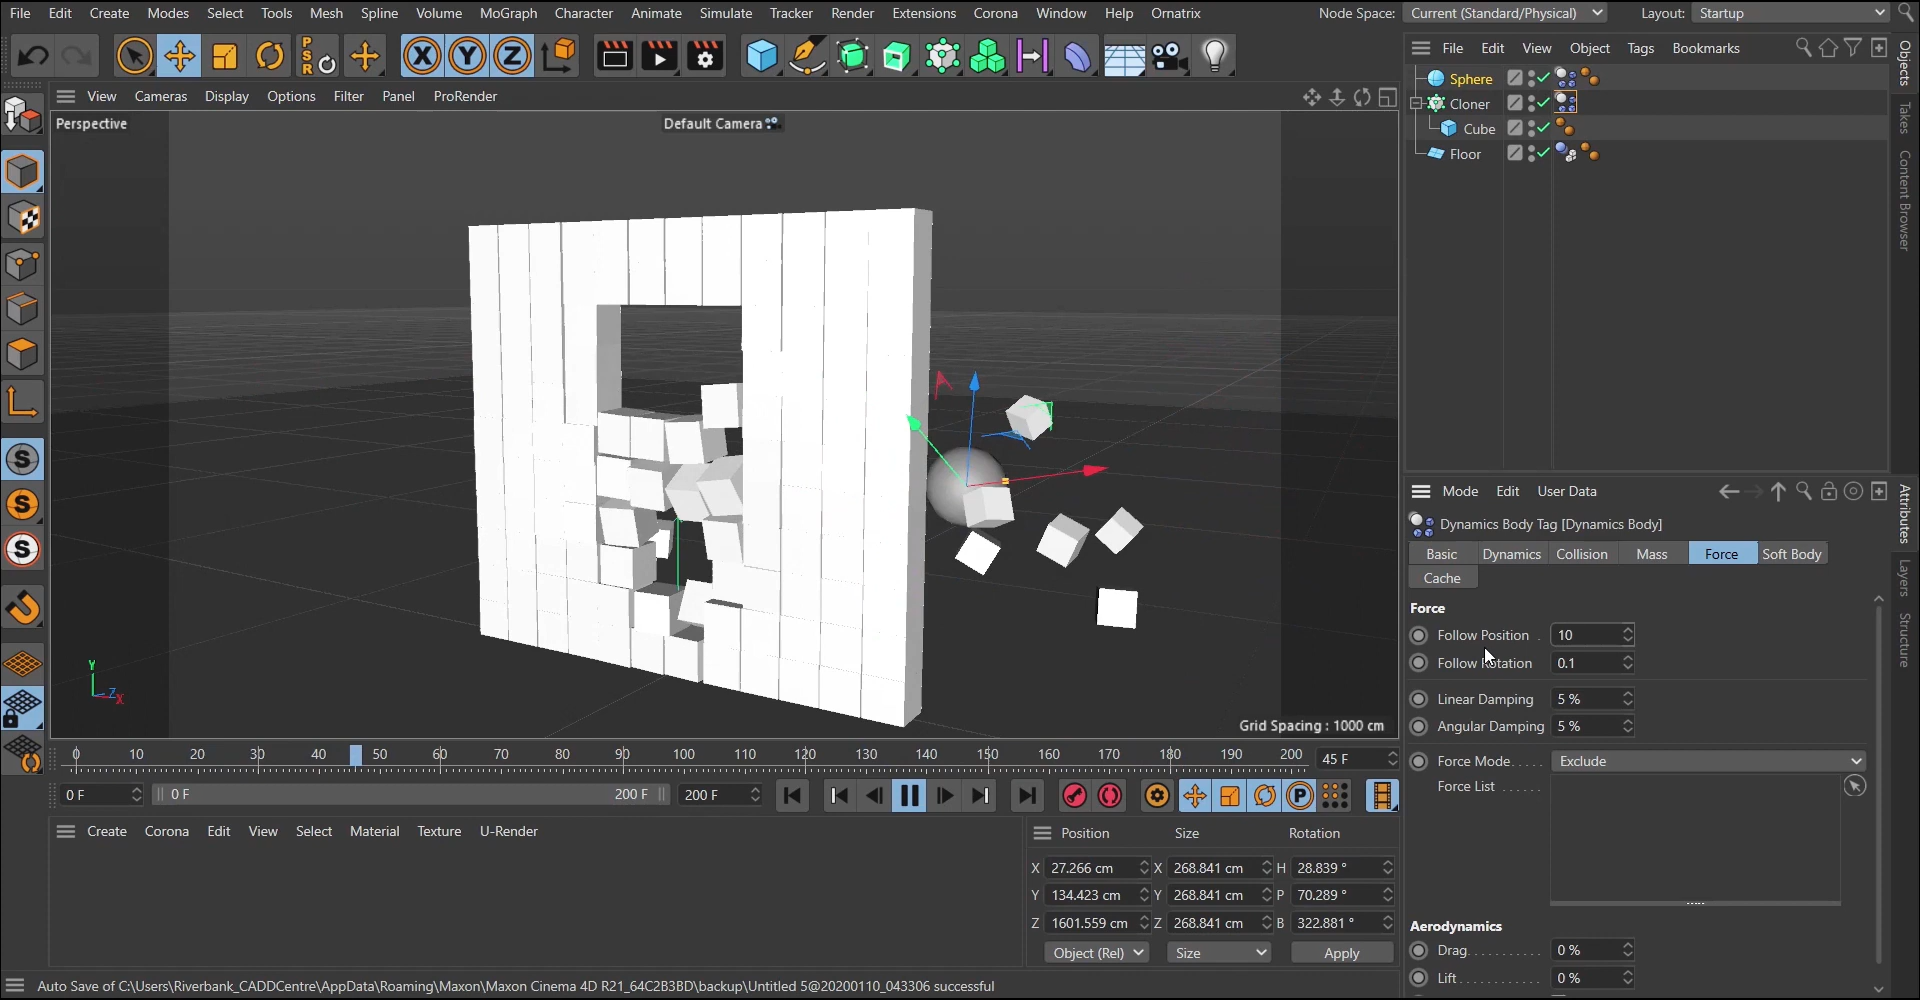 File Edit Create Modes Select Tools Mesh Spline Volume MoGraph Character Animate Simulate Tracker Render Extensions Corona Window Help Ornatrix Node Space: Current (Standard/Physical) Layout: Startup
P S R X Y Z
File Edit View Object Tags Bookmarks
View Cameras Display Options Filter Panel ProRender
Perspective Default Camera
Sphere
Cloner
Cube
Floor
Objects
Takes
Content Browser
Mode Edit User Data
Dynamics Body Tag [Dynamics Body]
Basic Dynamics Collision Mass Force Soft Body
Cache
Force
Follow Position . 10
Follow Rotation 0.1
Linear Damping 5 %
Angular Damping 5 %
Force Mode..... Exclude
Force List ......
Aerodynamics
Drag........... 0 %
Lift............ 0 %
Attributes
Layers
Structure
S
S
S
Y
Z
X
Grid Spacing : 1000 cm
0 10 20 30 40 50 60 70 80 90 100 110 120 130 140 150 160 170 180 190 200 45 F
0 F 0 F 200 F 200 F P
Create Corona Edit View Select Material Texture U-Render
Position Size Rotation
X 27.266 cm X 268.841 cm H 28.839 °
Y 134.423 cm Y 268.841 cm P 70.289 °
Z 1601.559 cm Z 268.841 cm B 322.881 °
Object (Rel) Size Apply
Auto Save of C:\Users\Riverbank_CADDCentre\AppData\Roaming\Maxon\Maxon Cinema 4D R21_64C2B3BD\backup\Untitled 5@20200110_043306 successful